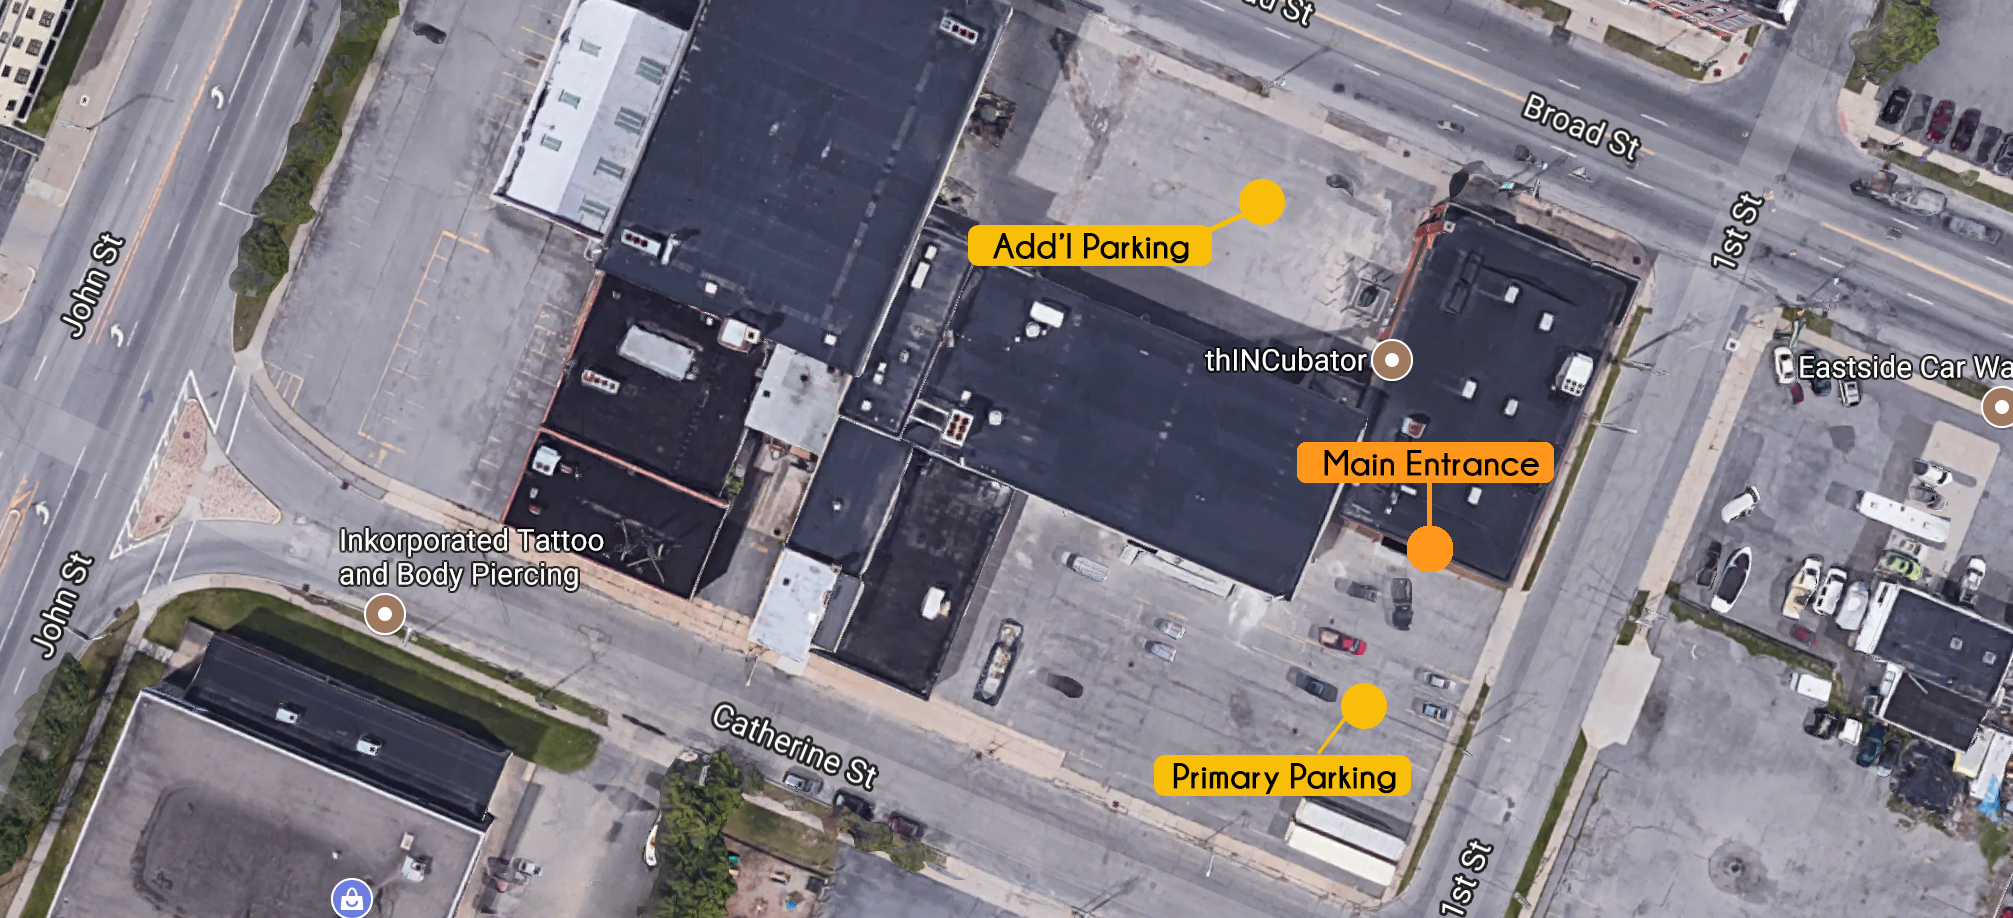 Broad St
1st St
John St
Add'l Parking
thINCubator
Eastside Car Wa
Main Entrance
Inkorporated Tattoo
and Body Piercing
John St
Catherine St
Primary Parking
1st St